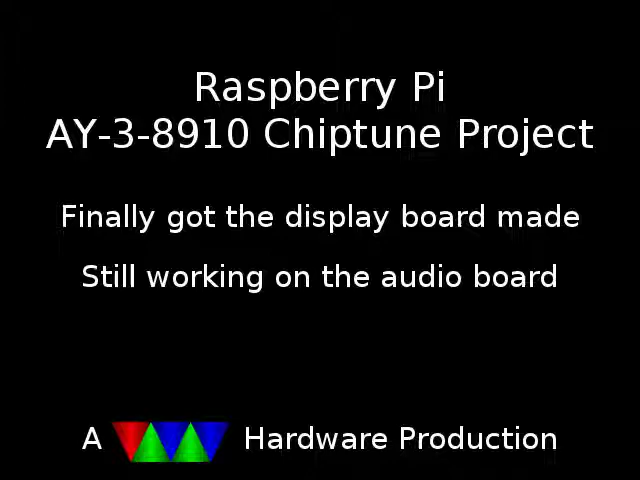 Raspberry Pi
AY-3-8910 Chiptune Project
Finally got the display board made
Still working on the audio board
A Hardware Production